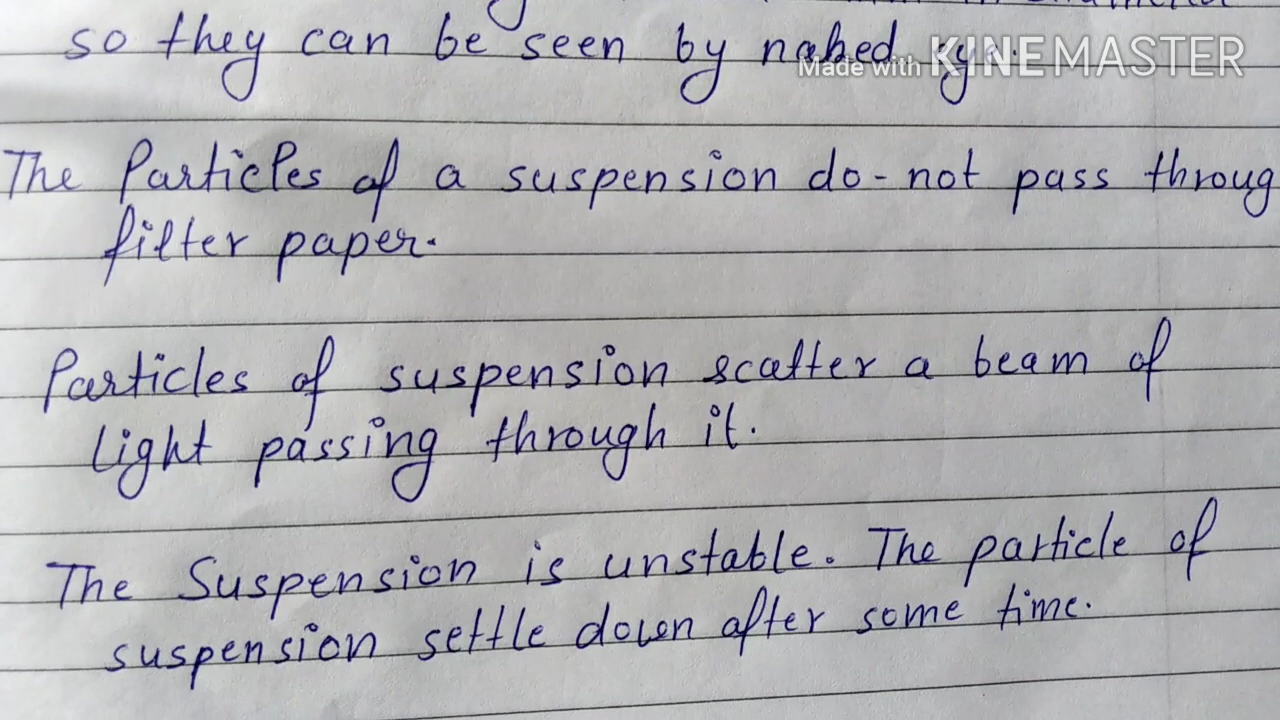 so they can be seen by naked
Made with KINEMASTER
The Particles of a suspension do-not pass throug
filter paper.
Particles of suspension scatter a beam of
light passing through it.
The Suspension is unstable. The particle of
suspension settle down after some time.